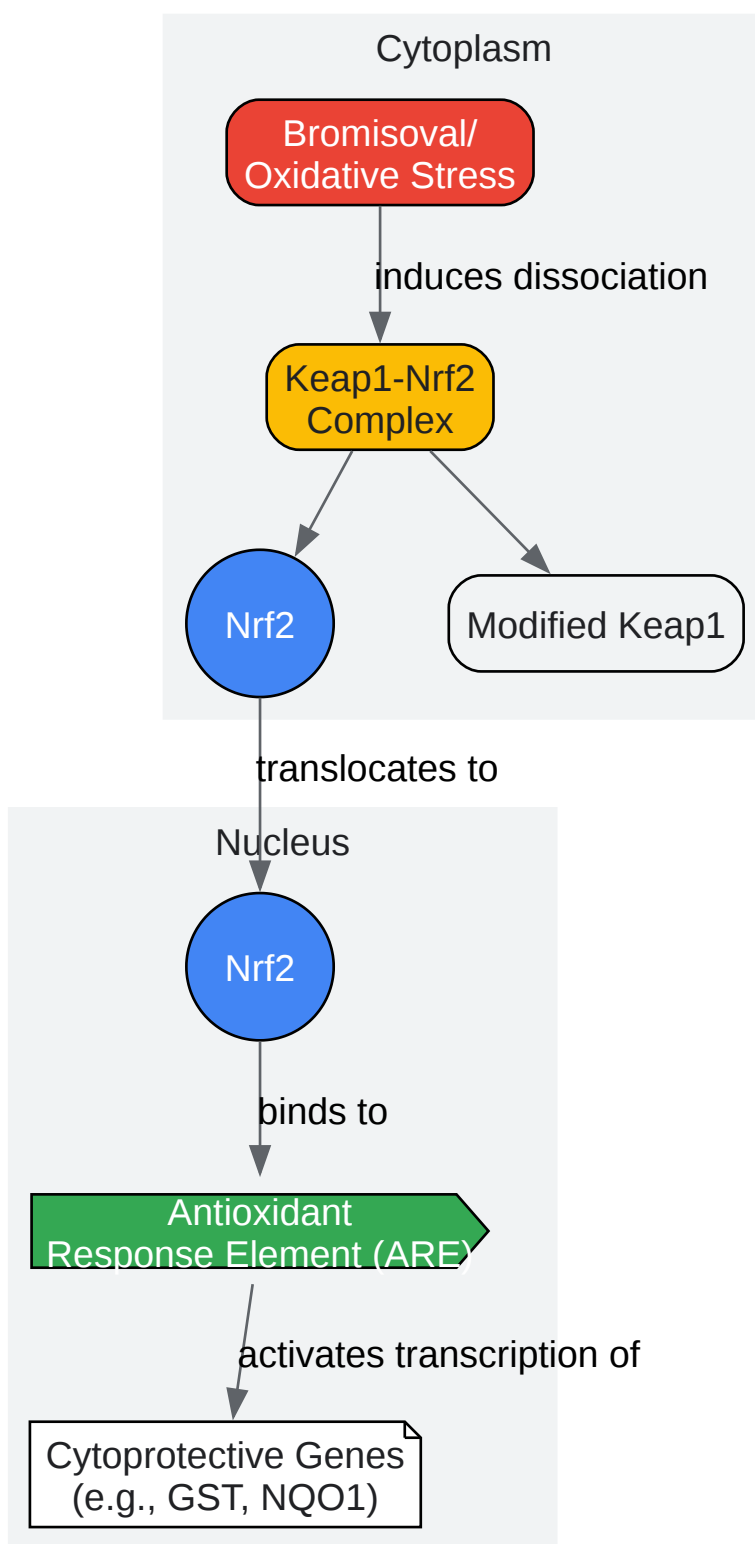 Cytoplasm
Bromisoval/
Oxidative Stress
induces dissociation
Keap1-Nrf2
Complex
Nrf2
Modified Keap1
translocates to
Nucleus
Nrf2
binds to
Antioxidant
Response Element (ARE)
activates transcription of
Cytoprotective Genes
(e.g., GST, NQO1)